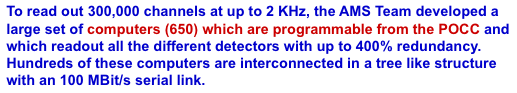 To read out 300,000 channels at up to 2 KHz, the AMS Team developed a
large set of computers (650) which are programmable from the POCC and
which readout all the different detectors with up to 400% redundancy.
Hundreds of these computers are interconnected in a tree like structure
with an 100 MBit/s serial link.